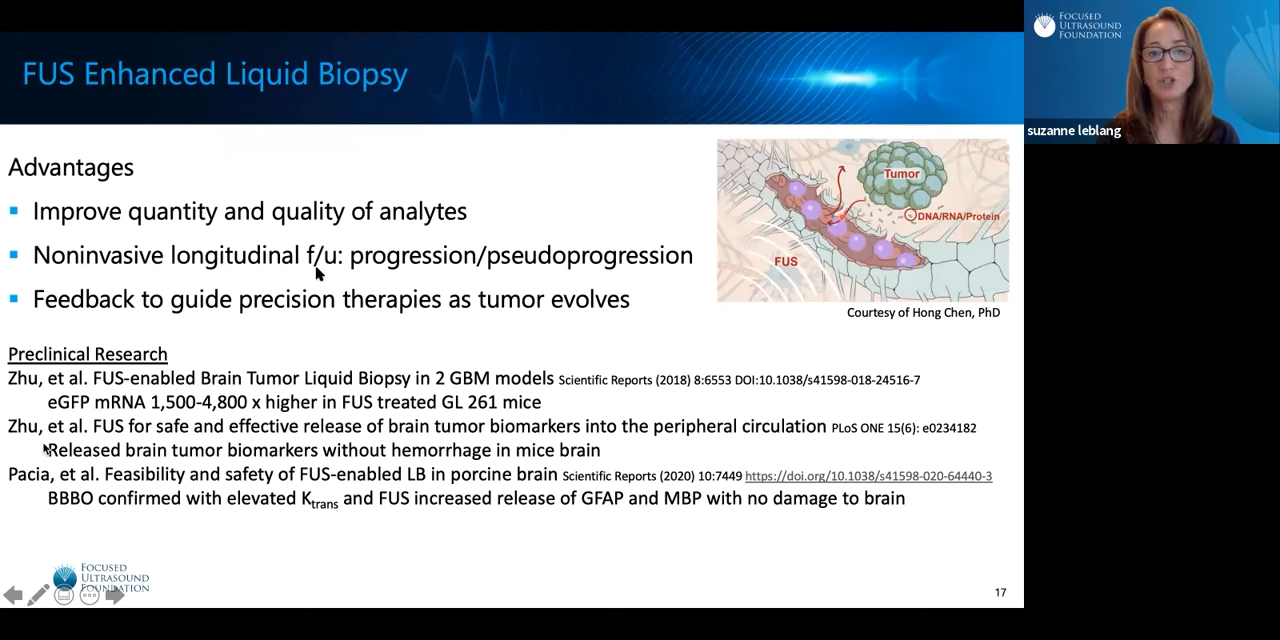 FUS Enhanced Liquid Biopsy
FOCUSED
ULTRASOUND
FOUNDATION
suzanne leblang
Advantages
Improve quantity and quality of analytes
Noninvasive longitudinal f/u: progression/pseudoprogression
Feedback to guide precision therapies as tumor evolves
Tumor
DNA/RNA/Protein
FUS
Courtesy of Hong Chen, PhD
Preclinical Research
Zhu, et al. FUS-enabled Brain Tumor Liquid Biopsy in 2 GBM models Scientific Reports (2018) 8:6553 DOI:10.1038/s41598-018-24516-7
eGFP mRNA 1,500-4,800 x higher in FUS treated GL 261 mice
Zhu, et al. FUS for safe and effective release of brain tumor biomarkers into the peripheral circulation PLoS ONE 15(6): e0234182
Released brain tumor biomarkers without hemorrhage in mice brain
Pacia, et al. Feasibility and safety of FUS-enabled LB in porcine brain Scientific Reports (2020) 10:7449 https://doi.org/10.1038/s41598-020-64440-3
BBBO confirmed with elevated Ktrans and FUS increased release of GFAP and MBP with no damage to brain
FOCUSED
ULTRASOUND
FOUNDATION
17